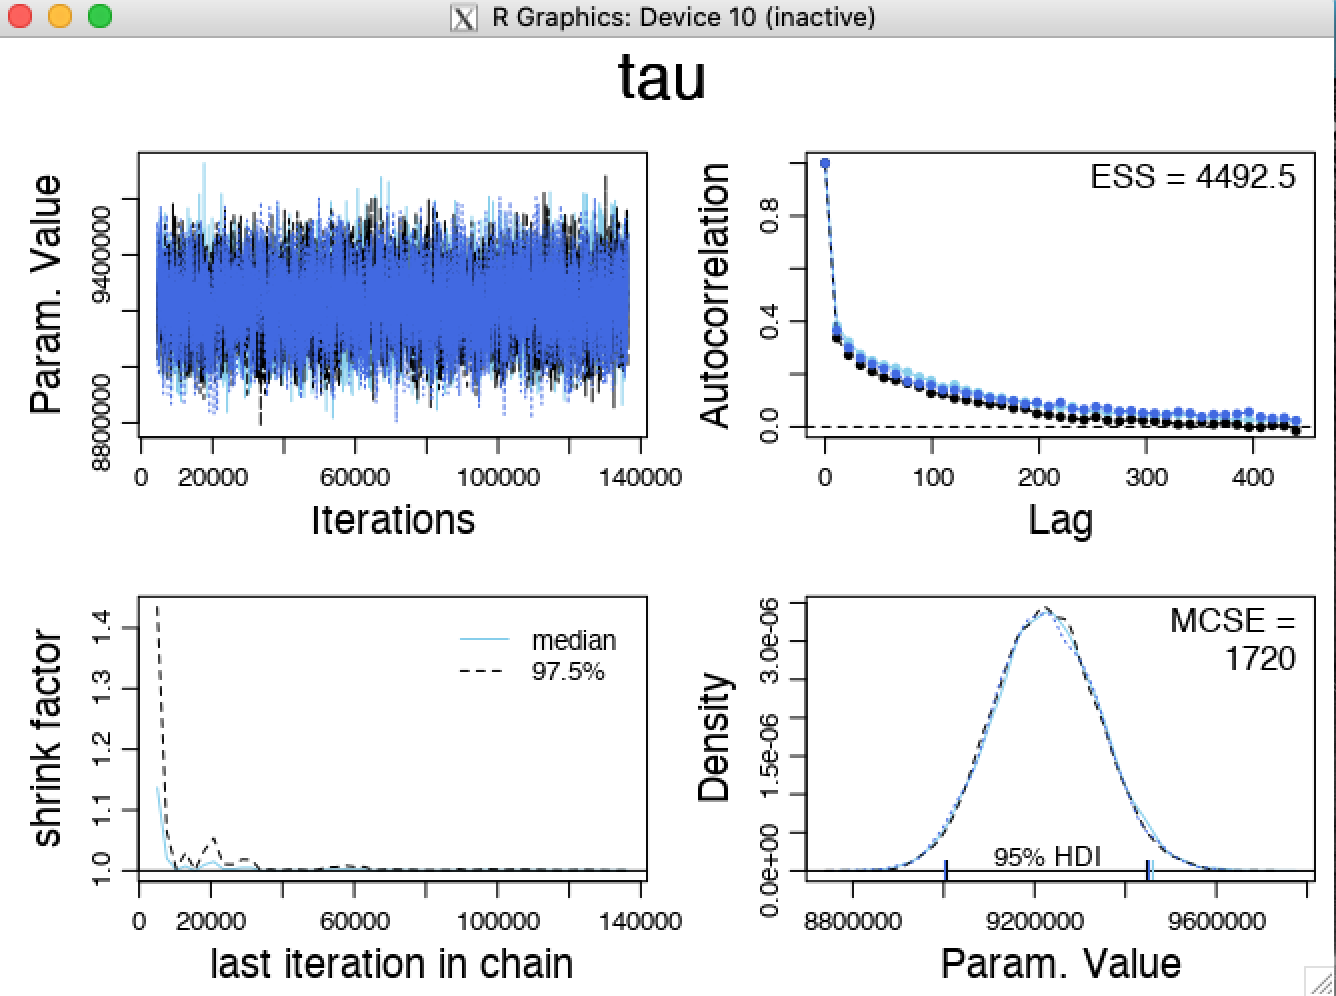 R Graphics: Device 10 (inactive)
tau
Param. Value
8800000 9400000
0 20000 60000 100000 140000
Iterations
Autocorrelation
0.0 0.4 0.8
ESS = 4492.5
0 100 200 300 400
Lag
shrink factor
1.0 1.1 1.2 1.3 1.4
median
97.5%
0 20000 60000 100000 140000
last iteration in chain
Density
0.0e+00 1.5e-06 3.0e-06
MCSE =
1720
95% HDI
8800000 9200000 9600000
Param. Value